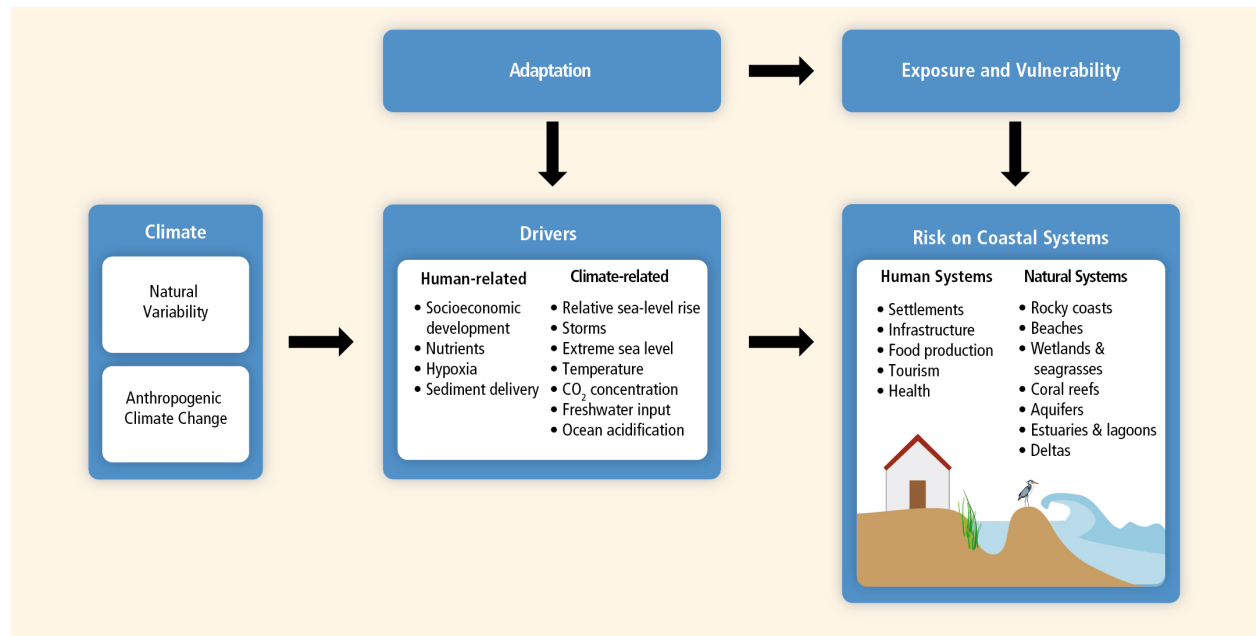 Adaptation
Exposure and Vulnerability
Climate
Natural
Variability
Anthropogenic
Climate Change
Drivers
Human-related
• Socioeconomic
development
• Nutrients
• Hypoxia
• Sediment delivery
Climate-related
• Relative sea-level rise
• Storms
• Extreme sea level
• Temperature
• CO₂ concentration
• Freshwater input
• Ocean acidification
Risk on Coastal Systems
Human Systems
• Settlements
• Infrastructure
• Food production
• Tourism
• Health
Natural Systems
• Rocky coasts
• Beaches
• Wetlands &
seagrasses
• Coral reefs
• Aquifers
• Estuaries & lagoons
• Deltas